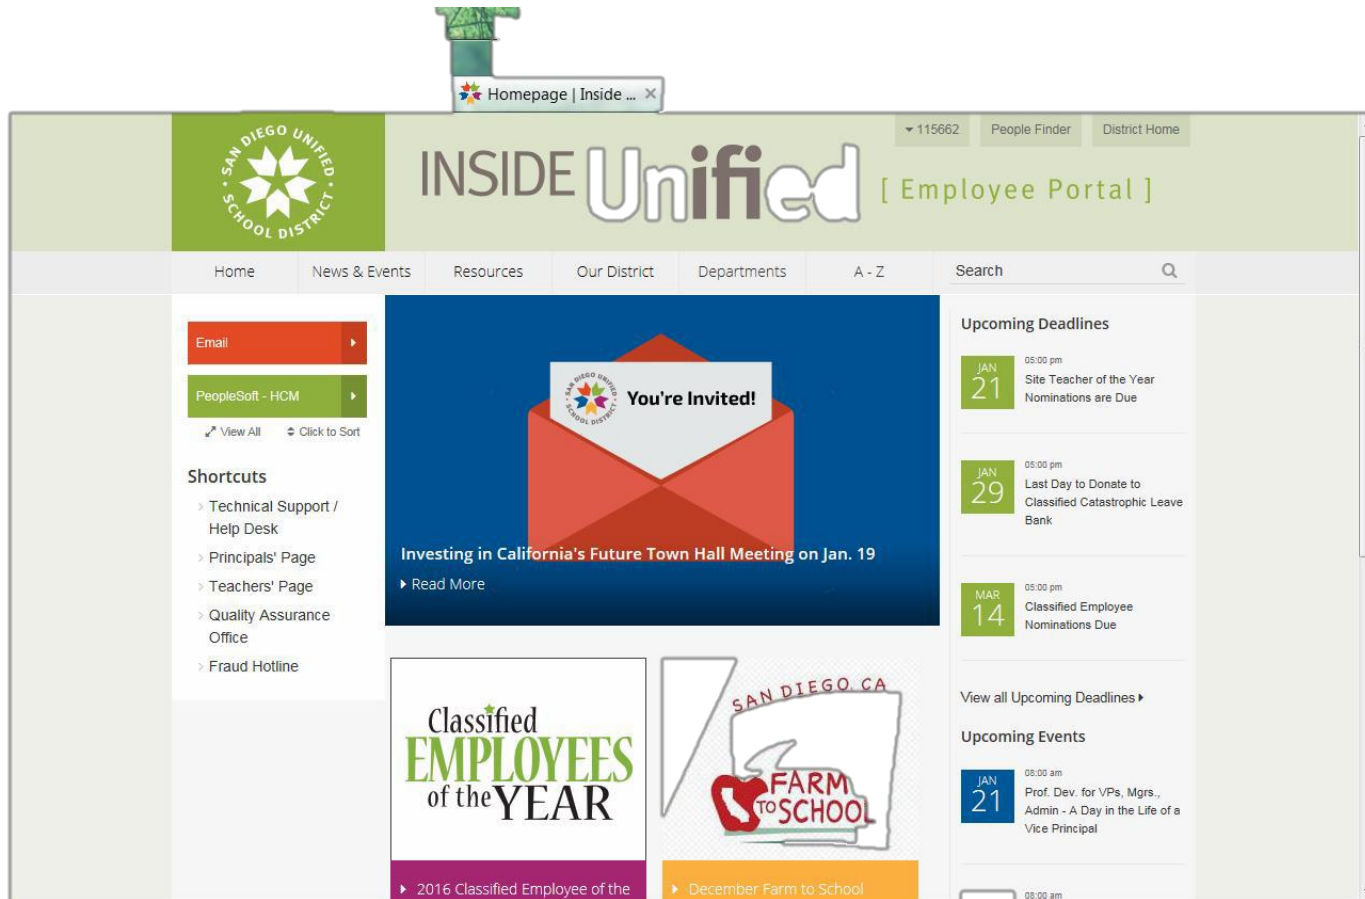 Homepage | Inside ...
SAN DIEGO UNIFIED
SCHOOL DISTRICT
115662
People Finder
District Home
INSIDE Unified
[ Employee Portal ]
Home
News & Events
Resources
Our District
Departments
A - Z
Search
Email
PeopleSoft - HCM
View All
Click to Sort
Shortcuts
Technical Support /
Help Desk
Principals' Page
Teachers' Page
Quality Assurance
Office
Fraud Hotline
SAN DIEGO UNIFIED
SCHOOL DISTRICT
You're Invited!
Investing in California's Future Town Hall Meeting on Jan. 19
Read More
Classified
EMPLOYEES
of the YEAR
2016 Classified Employee of the
SAN DIEGO, CA
FARM
TO SCHOOL
December Farm to School
Upcoming Deadlines
JAN
21
05:00 pm
Site Teacher of the Year
Nominations are Due
JAN
29
05:00 pm
Last Day to Donate to
Classified Catastrophic Leave
Bank
MAR
14
05:00 pm
Classified Employee
Nominations Due
View all Upcoming Deadlines
Upcoming Events
JAN
21
08:00 am
Prof. Dev. for VPs, Mgrs.,
Admin - A Day in the Life of a
Vice Principal
08:00 am